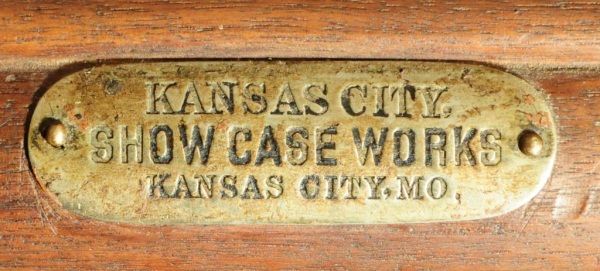 KANSAS CITY.
SHOW CASE WORKS
KANSAS CITY, MO.